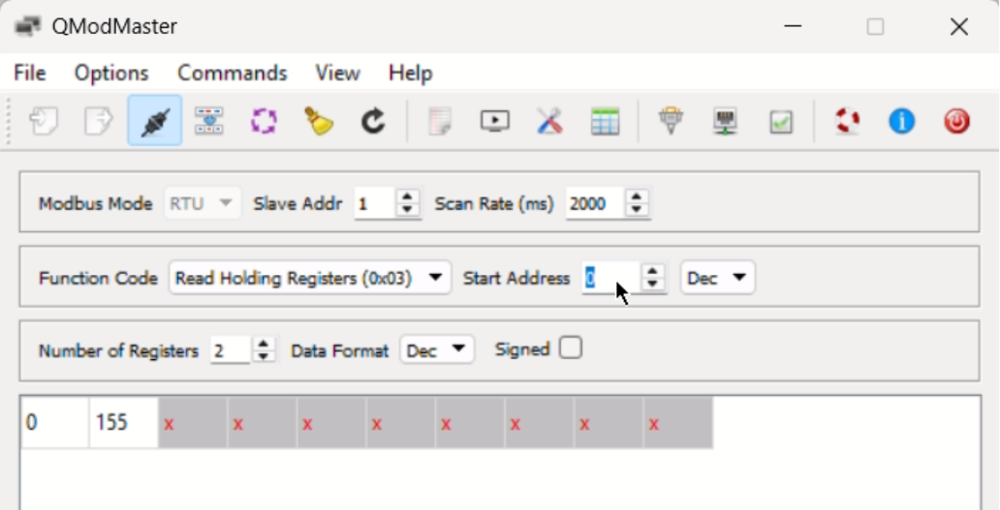 QModMaster
File Options Commands View Help
Modbus Mode RTU Slave Addr 1 Scan Rate (ms) 2000
Function Code Read Holding Registers (0x03) Start Address 0 Dec
Number of Registers 2 Data Format Dec Signed
0 155 x x x x x x x x